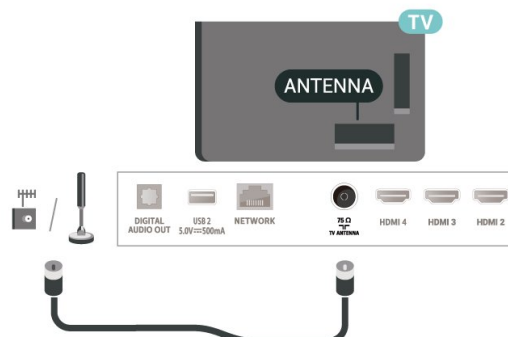 TV
ANTENNA
DIGITAL
AUDIO OUT
USB 2
5.0V⎓500mA
NETWORK
75 Ω
TV ANTENNA
HDMI 4
HDMI 3
HDMI 2